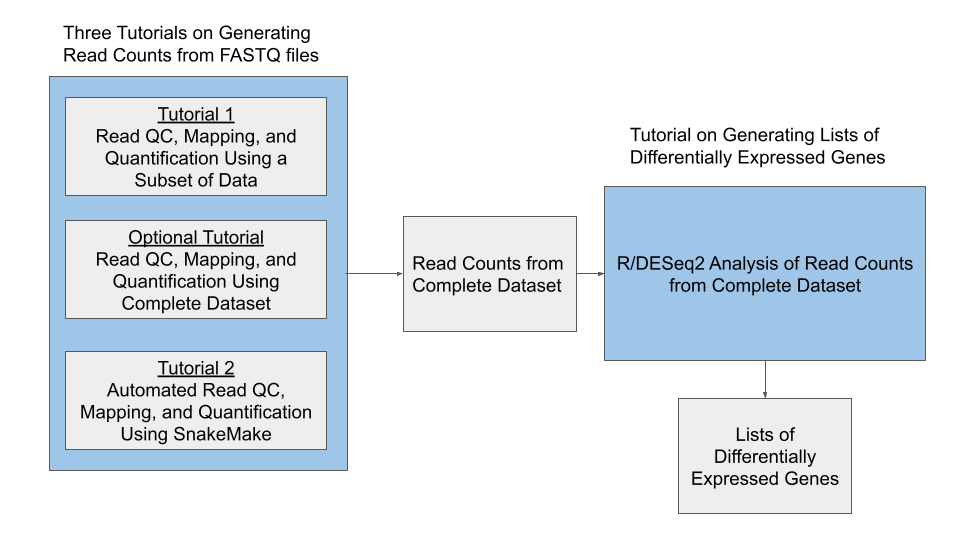 Three Tutorials on Generating
Read Counts from FASTQ files
Tutorial 1
Read QC, Mapping, and
Quantification Using a
Subset of Data
Optional Tutorial
Read QC, Mapping, and
Quantification Using
Complete Dataset
Tutorial 2
Automated Read QC,
Mapping, and Quantification
Using SnakeMake
Read Counts from
Complete Dataset
Tutorial on Generating Lists of
Differentially Expressed Genes
R/DESeq2 Analysis of Read Counts
from Complete Dataset
Lists of
Differentially
Expressed Genes